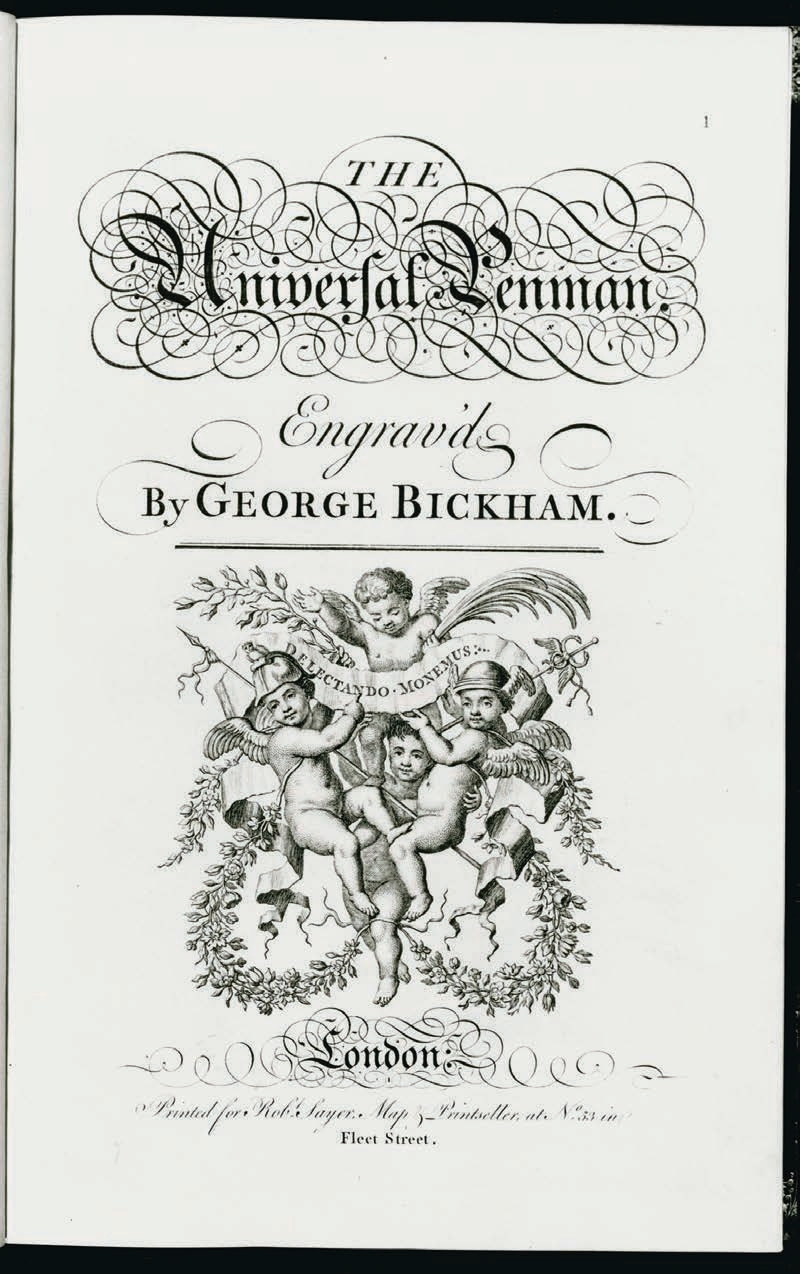 1
THE
Univerſal Penman.
Engrav'd
By GEORGE BICKHAM.
DELECTANDO · MONEMUS:...
London:
Printed for Robt. Sayer, Map & Printseller, at No. 53 in
Fleet Street.